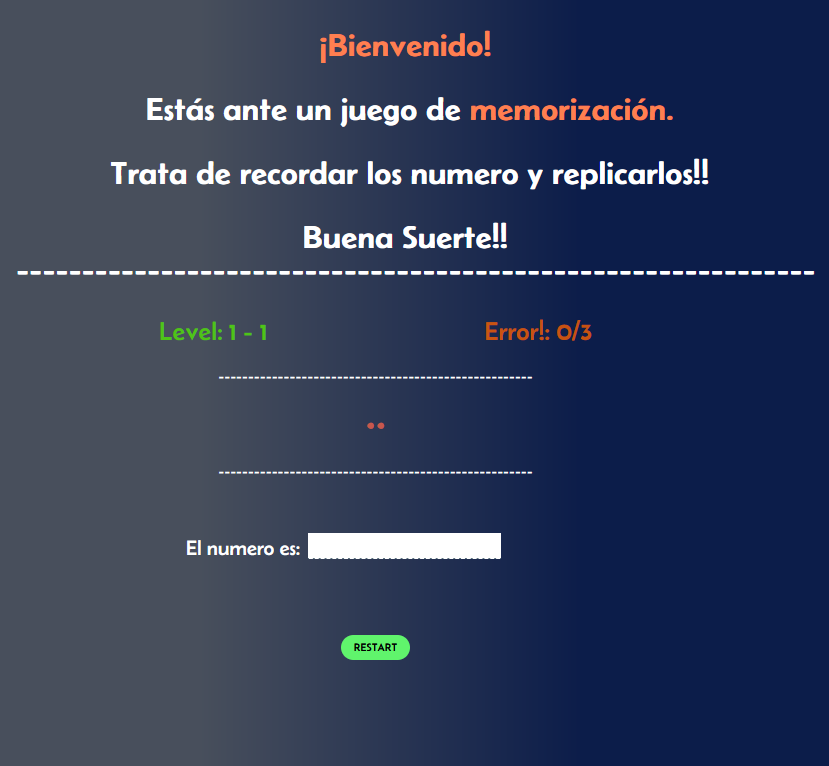 ¡Bienvenido!
Estás ante un juego de memorización.
Trata de recordar los numero y replicarlos!!
Buena Suerte!!
---------------------------------------------------------------
Level: 1 - 1 Error!: 0/3
-----------------------------------------------------
••
-----------------------------------------------------
El numero es:
RESTART